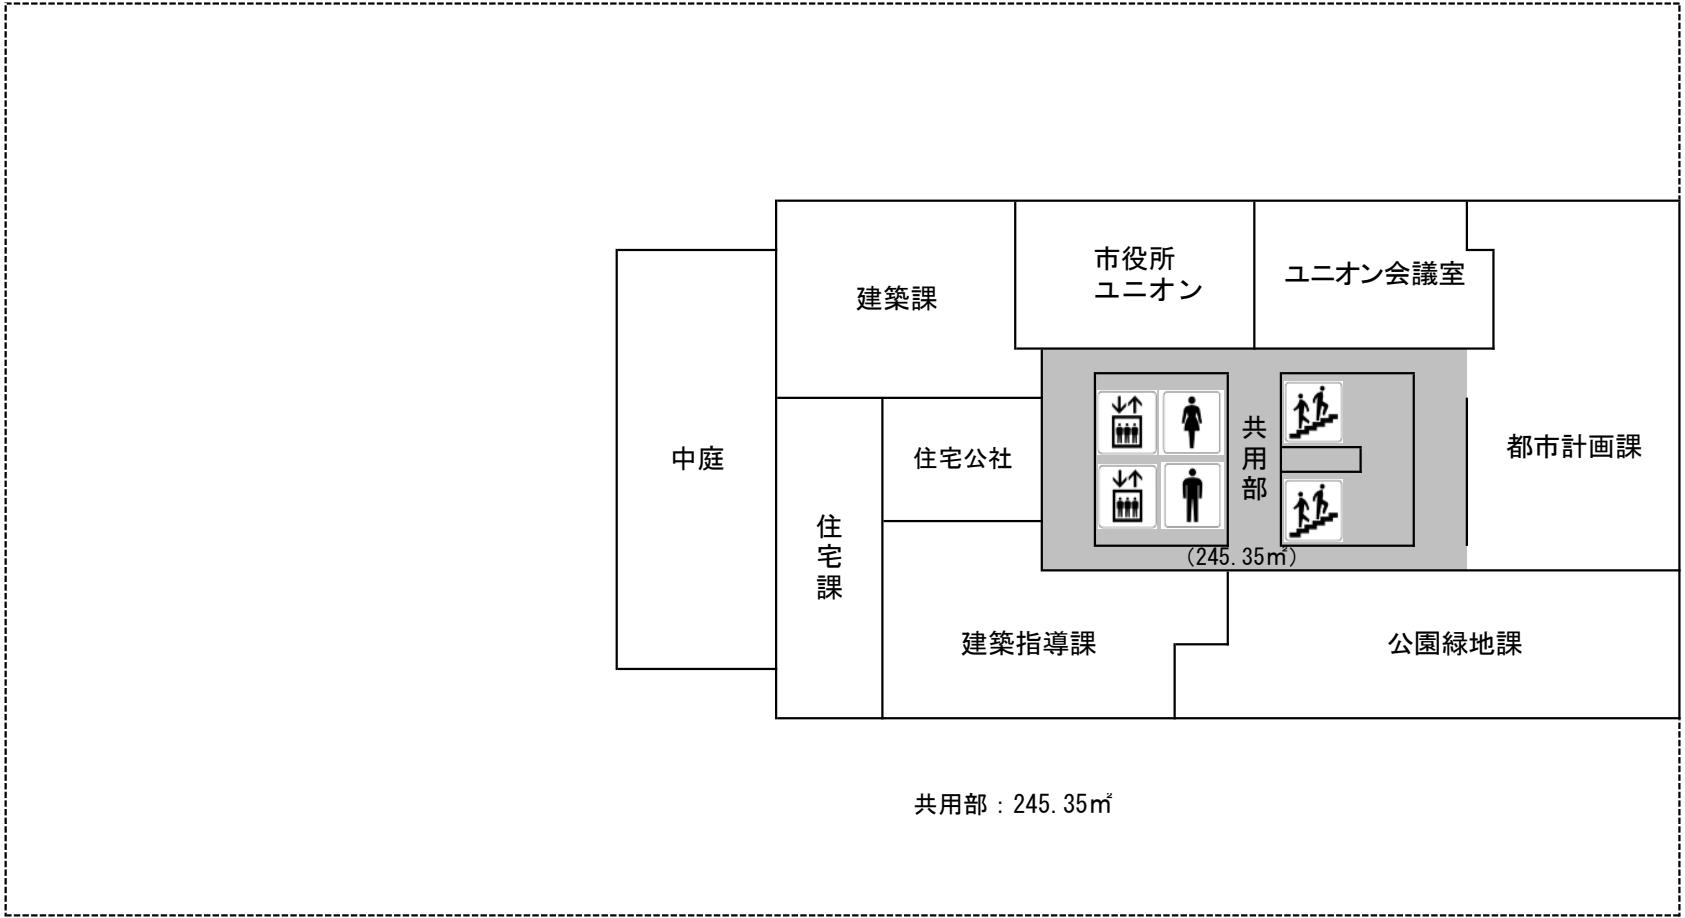 市役所
ユニオン
ユニオン会議室
建築課
中庭
住宅公社
共用部
都市計画課
住宅課
(245.35㎡)
建築指導課
公園緑地課
共用部：245.35㎡